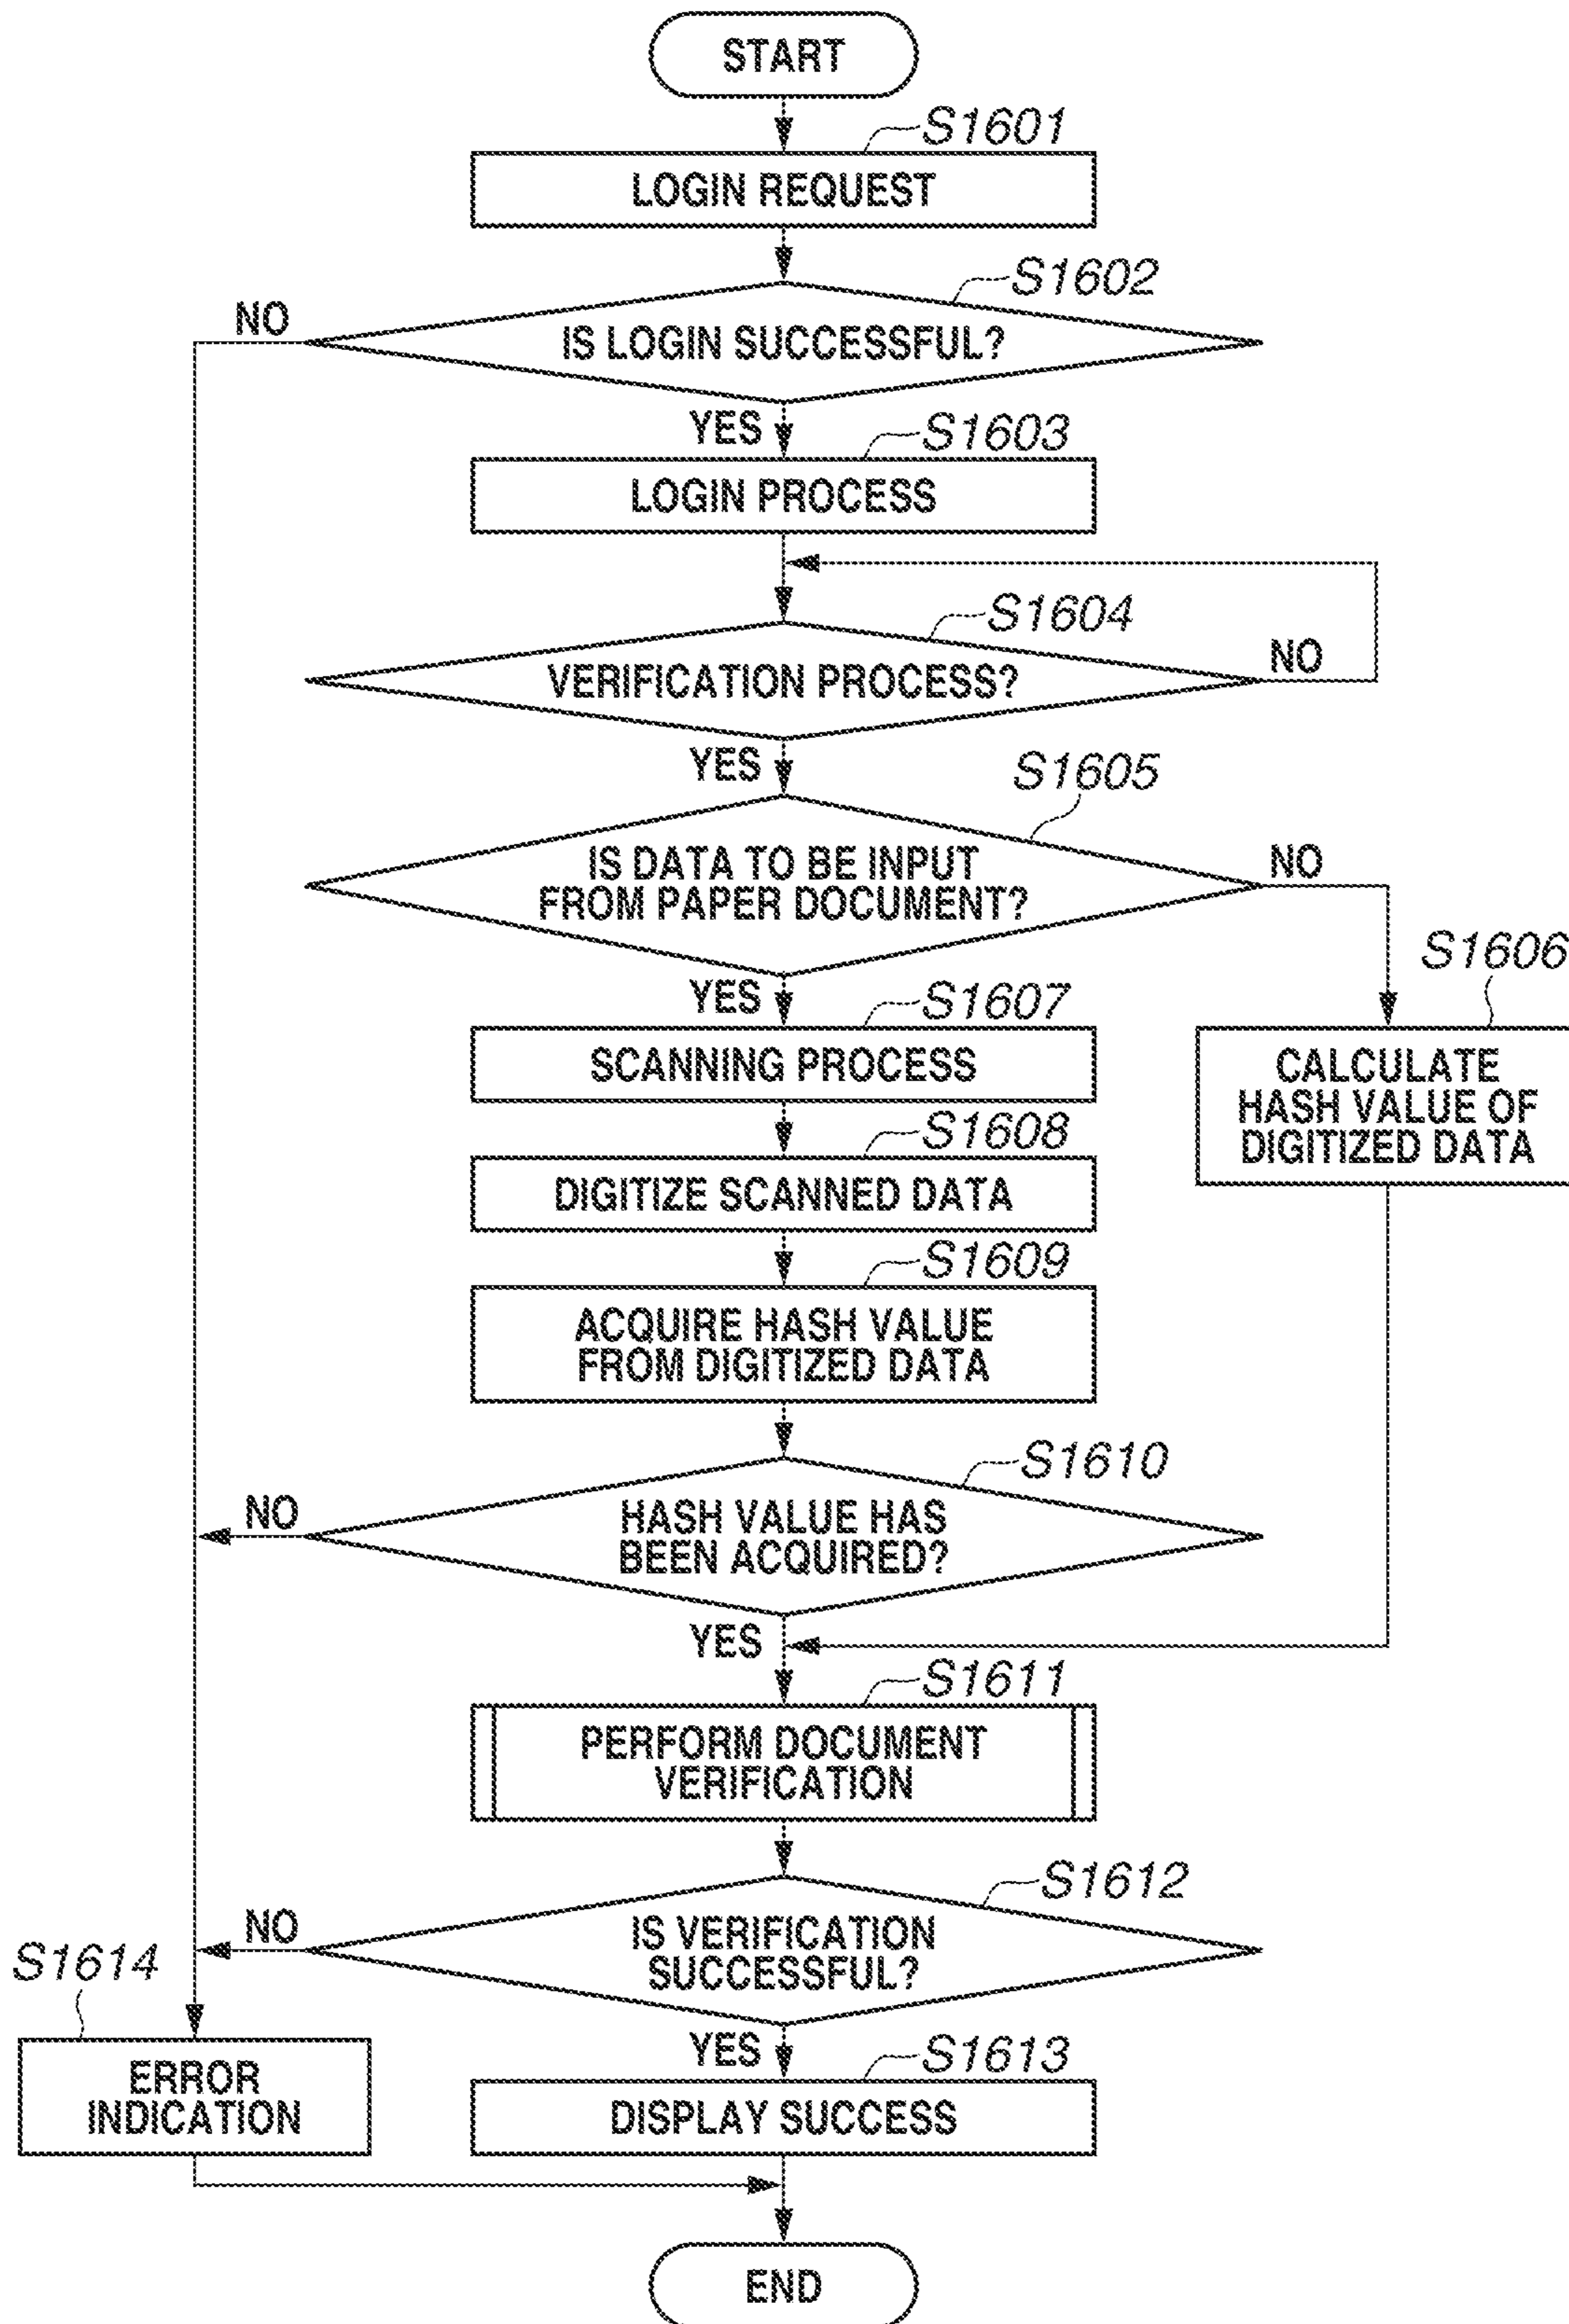 START
S1601
LOGIN REQUEST
S1602
NO
IS LOGIN SUCCESSFUL?
YES
S1603
LOGIN PROCESS
S1604
VERIFICATION PROCESS?
NO
YES
S1605
IS DATA TO BE INPUT
FROM PAPER DOCUMENT?
NO
S1606
YES
S1607
SCANNING PROCESS
CALCULATE
HASH VALUE OF
DIGITIZED DATA
S1608
DIGITIZE SCANNED DATA
S1609
ACQUIRE HASH VALUE
FROM DIGITIZED DATA
S1610
NO
HASH VALUE HAS
BEEN ACQUIRED?
YES
S1611
PERFORM DOCUMENT
VERIFICATION
S1612
NO
IS VERIFICATION
SUCCESSFUL?
S1614
YES
S1613
ERROR
INDICATION
DISPLAY SUCCESS
END